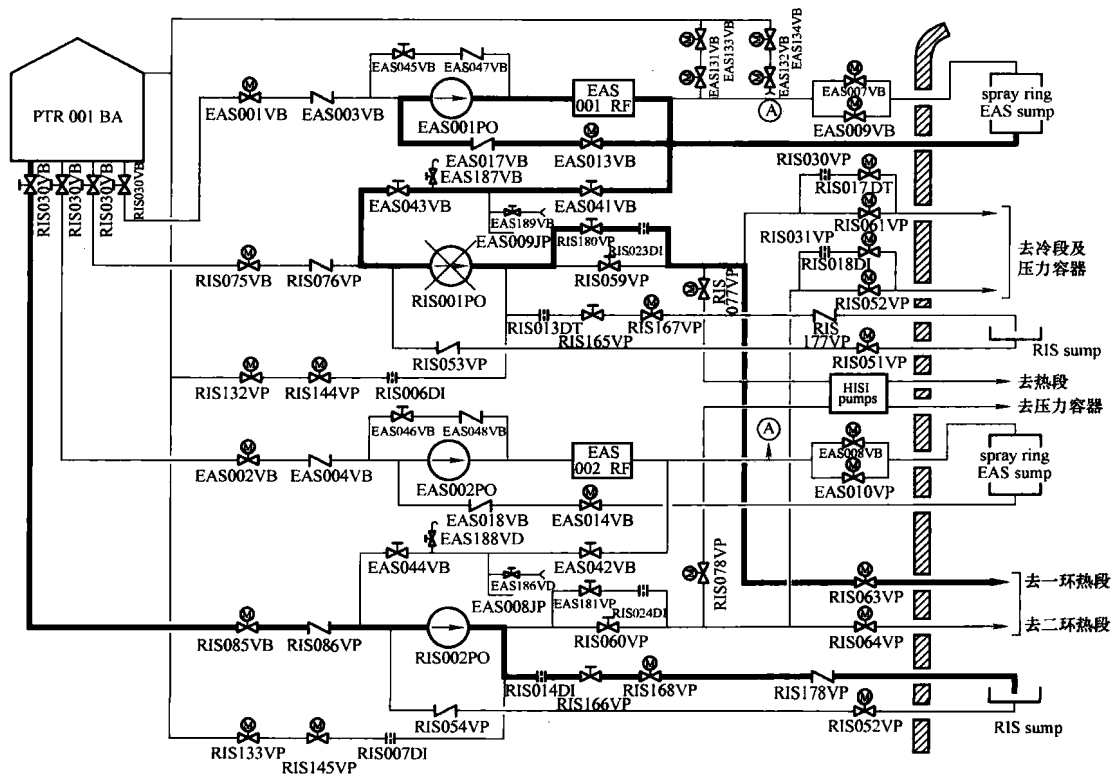 EAS131VB
EAS133VB
EAS132VB
EAS134VB
EAS045VB
EAS047VB
EAS007VB
PTR 001 BA
EAS
001 RF
spray ring
EAS sump
EAS001VB
EAS003VB
EAS001PO
A
EAS009VB
EAS017VB
EAS013VB
RIS030VB
RIS030VB
RIS030VB
RIS030VB
EAS187VB
RIS030VP
RIS017DT
EAS043VB
EAS041VB
EAS189VB
EAS009JP
RIS061VP
RIS180VP
RIS023DI
RIS031VP
RIS018DI
去冷段及
压力容器
RIS075VB
RIS076VP
RIS001PO
RIS059VP
RIS
077VP
RIS052VP
RIS013DT
RIS165VP
RIS167VP
RIS
177VP
RIS053VP
RIS051VP
RIS sump
RIS132VP
RIS144VP
RIS006DI
HISI
pumps
去热段
去压力容器
EAS046VB
EAS048VB
A
EAS008VB
EAS
002 RF
spray ring
EAS sump
EAS002VB
EAS004VB
EAS002PO
EAS010VP
EAS018VB
EAS014VB
EAS188VD
EAS044VB
EAS042VB
RIS078VP
EAS186VD
EAS008JP
EAS181VP
RIS024DI
RIS063VP
去一环热段
RIS085VB
RIS086VP
RIS002PO
RIS060VP
RIS064VP
去二环热段
RIS014DI
RIS166VP
RIS168VP
RIS178VP
RIS054VP
RIS052VP
RIS sump
RIS133VP
RIS145VP
RIS007DI